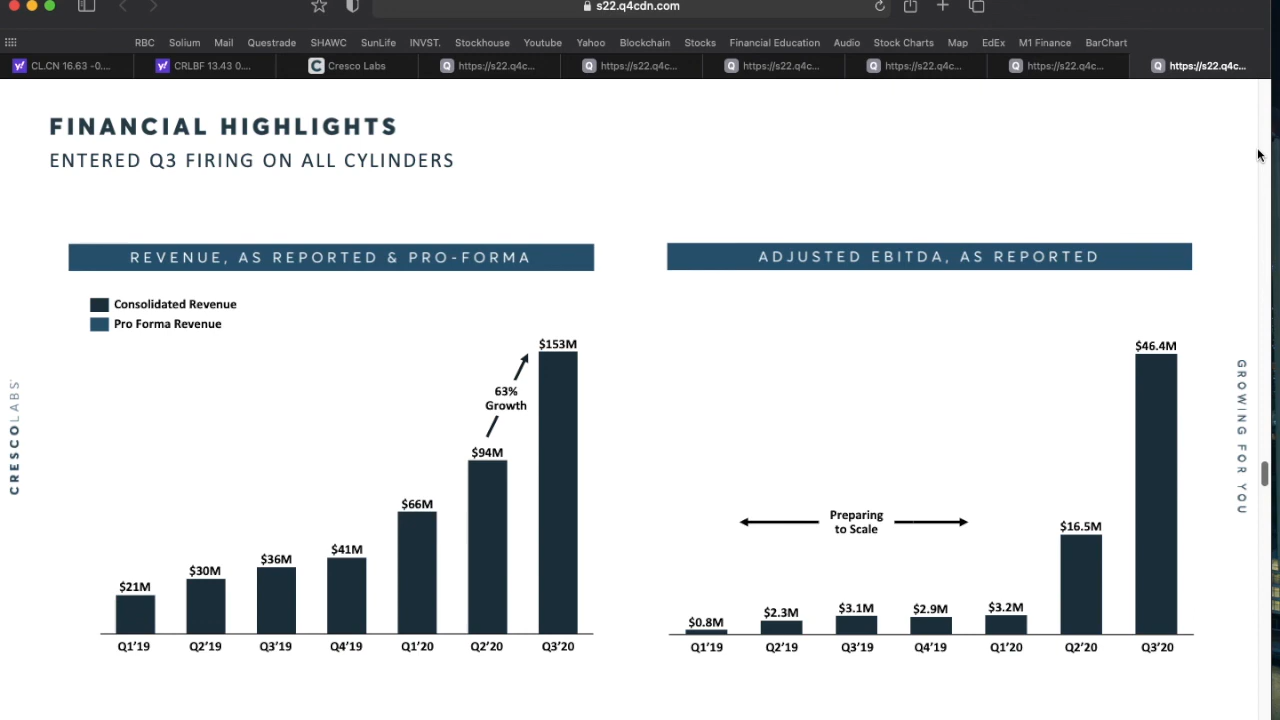 s22.q4cdn.com
RBC Solium Mail Questrade SHAWC SunLife INVST. Stockhouse Youtube Yahoo Blockchain Stocks Financial Education Audio Stock Charts Map EdEx M1 Finance BarChart
CL.CN 16.63 -0.... CRLBF 13.43 0.... Cresco Labs https://s22.q4c... https://s22.q4c... https://s22.q4c... https://s22.q4c... https://s22.q4c... https://s22.q4c...
FINANCIAL HIGHLIGHTS
ENTERED Q3 FIRING ON ALL CYLINDERS
REVENUE, AS REPORTED & PRO-FORMA
Consolidated Revenue
Pro Forma Revenue
$153M
63%
Growth
$94M
$66M
$41M
$36M
$30M
$21M
Q1'19 Q2'19 Q3'19 Q4'19 Q1'20 Q2'20 Q3'20
ADJUSTED EBITDA, AS REPORTED
$46.4M
Preparing
to Scale
$16.5M
$0.8M $2.3M $3.1M $2.9M $3.2M
Q1'19 Q2'19 Q3'19 Q4'19 Q1'20 Q2'20 Q3'20
CRESCOLABS
GROWING FOR YOU